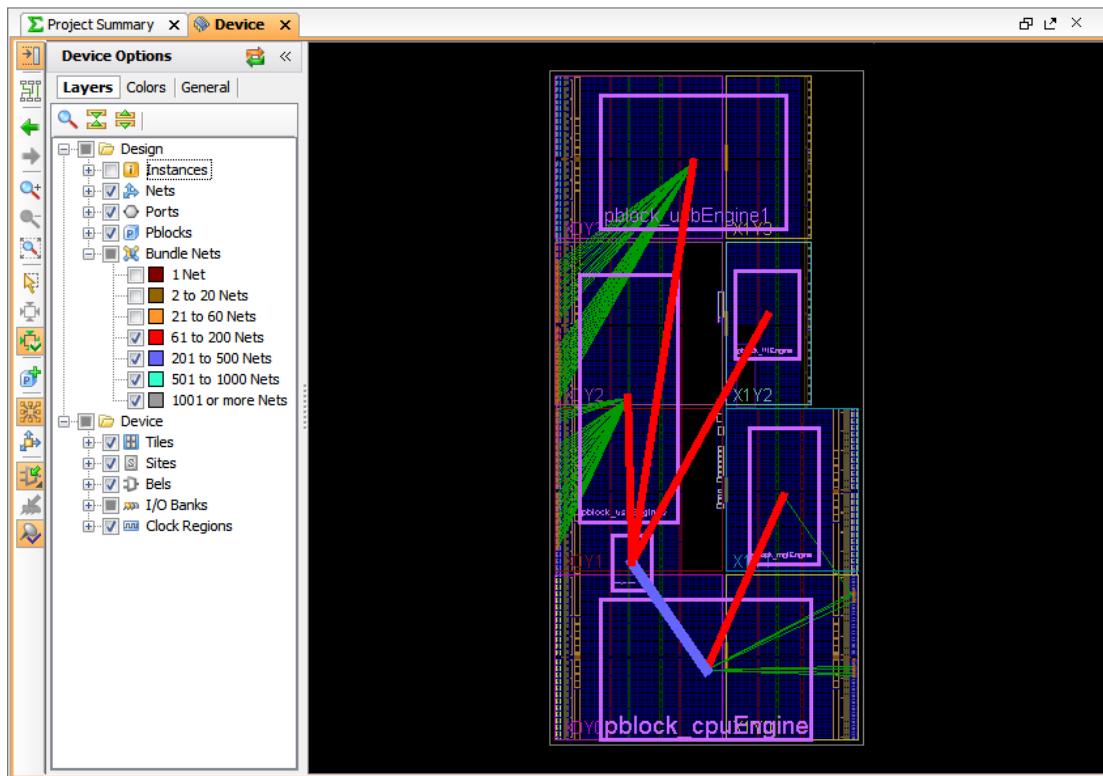 Project Summary
Device
Device Options
Layers Colors General
Design
Instances
Nets
Ports
Pblocks
Bundle Nets
1 Net
2 to 20 Nets
21 to 60 Nets
61 to 200 Nets
201 to 500 Nets
501 to 1000 Nets
1001 or more Nets
Device
Tiles
Sites
Bels
I/O Banks
Clock Regions
pblock_usbEngine1
X1Y3
X1Y2
pblock_cpuEngine